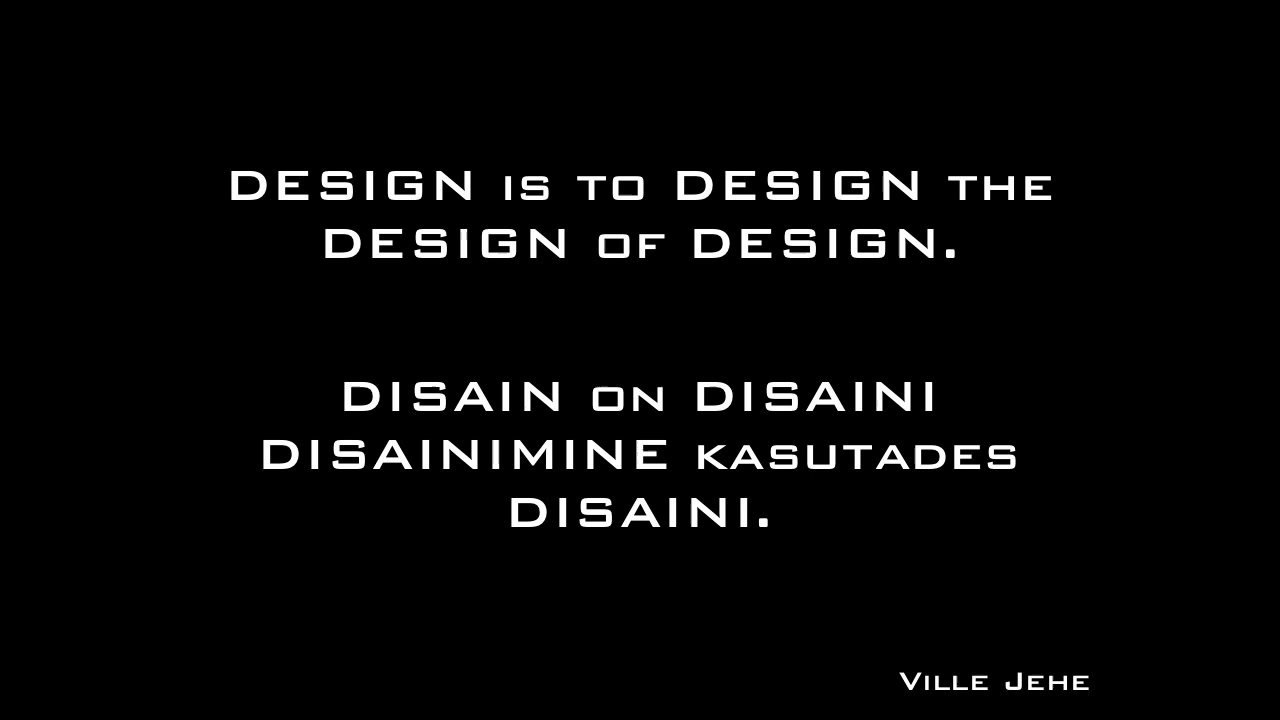 DESIGN IS TO DESIGN THE
DESIGN OF DESIGN.
DISAIN ON DISAINI
DISAINIMINE KASUTADES
DISAINI.
VILLE JEHE